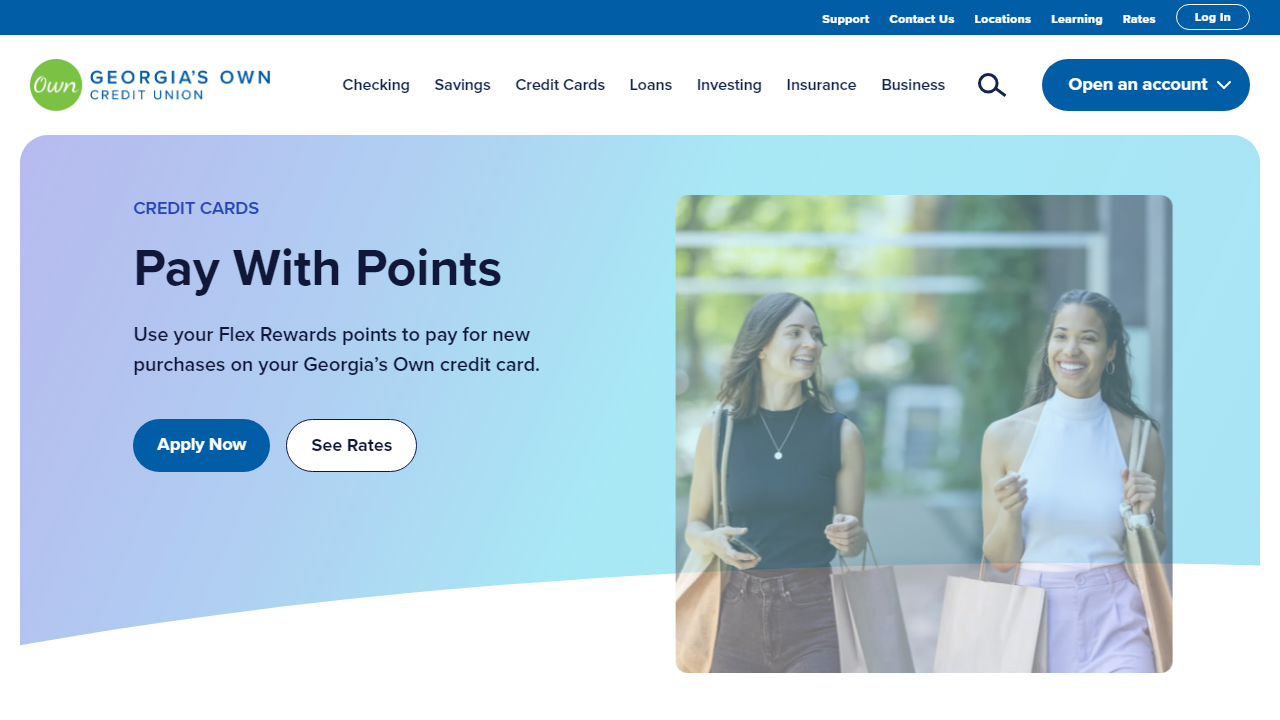 Support
Contact Us
Locations
Learning
Rates
Log In
Own
GEORGIA'S OWN
CREDIT UNION
Checking
Savings
Credit Cards
Loans
Investing
Insurance
Business
Open an account
CREDIT CARDS
Pay With Points
Use your Flex Rewards points to pay for new
purchases on your Georgia’s Own credit card.
Apply Now
See Rates